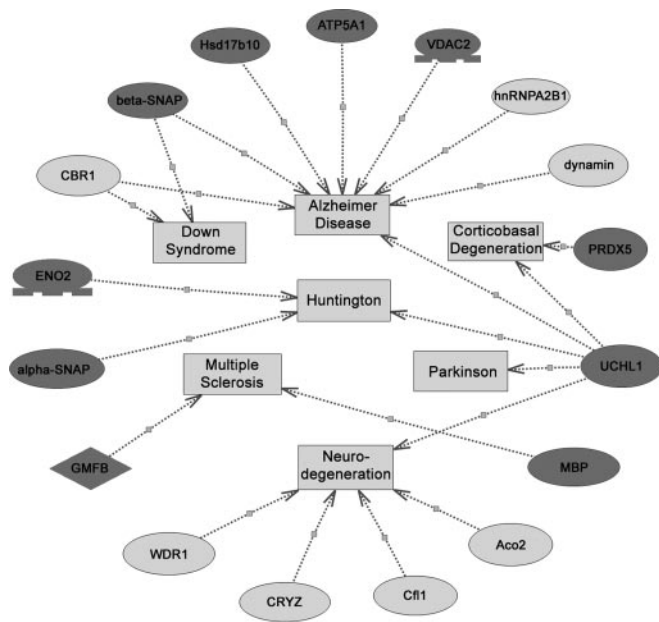 ATP5A1
Hsd17b10
VDAC2
beta-SNAP
hnRNPA2B1
CBR1
dynamin
Alzheimer
Disease
Down
Syndrome
Corticobasal
Degeneration
PRDX5
ENO2
Huntington
alpha-SNAP
Multiple
Sclerosis
Parkinson
UCHL1
GMFB
Neuro-
degeneration
MBP
WDR1
Aco2
CRYZ
Cfl1